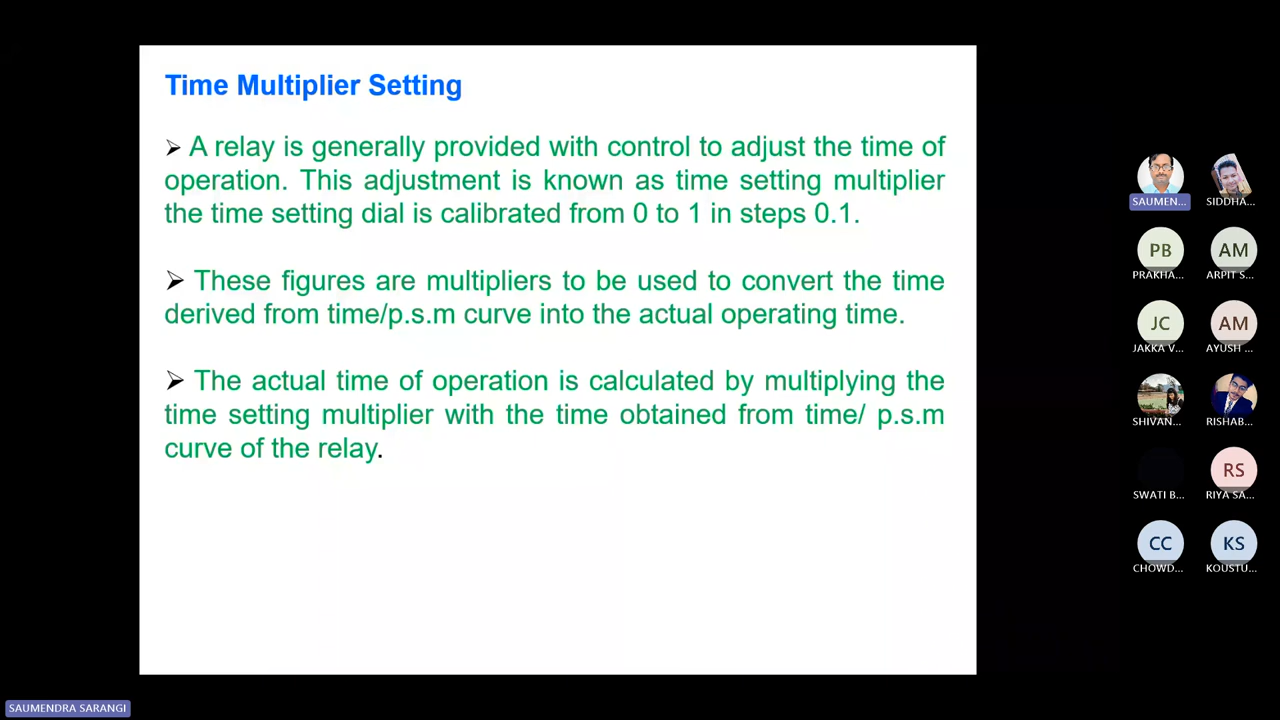 Time Multiplier Setting
➢ A relay is generally provided with control to adjust the time of
operation. This adjustment is known as time setting multiplier
the time setting dial is calibrated from 0 to 1 in steps 0.1.
➢ These figures are multipliers to be used to convert the time
derived from time/p.s.m curve into the actual operating time.
➢ The actual time of operation is calculated by multiplying the
time setting multiplier with the time obtained from time/ p.s.m
curve of the relay.
SAUMEN...
SIDDHA...
PB
AM
PRAKHA...
ARPIT S...
JC
AM
JAKKA V...
AYUSH ...
SHIVAN...
RISHAB...
RS
SWATI B...
RIYA SA...
CC
KS
CHOWD...
KOUSTU...
SAUMENDRA SARANGI